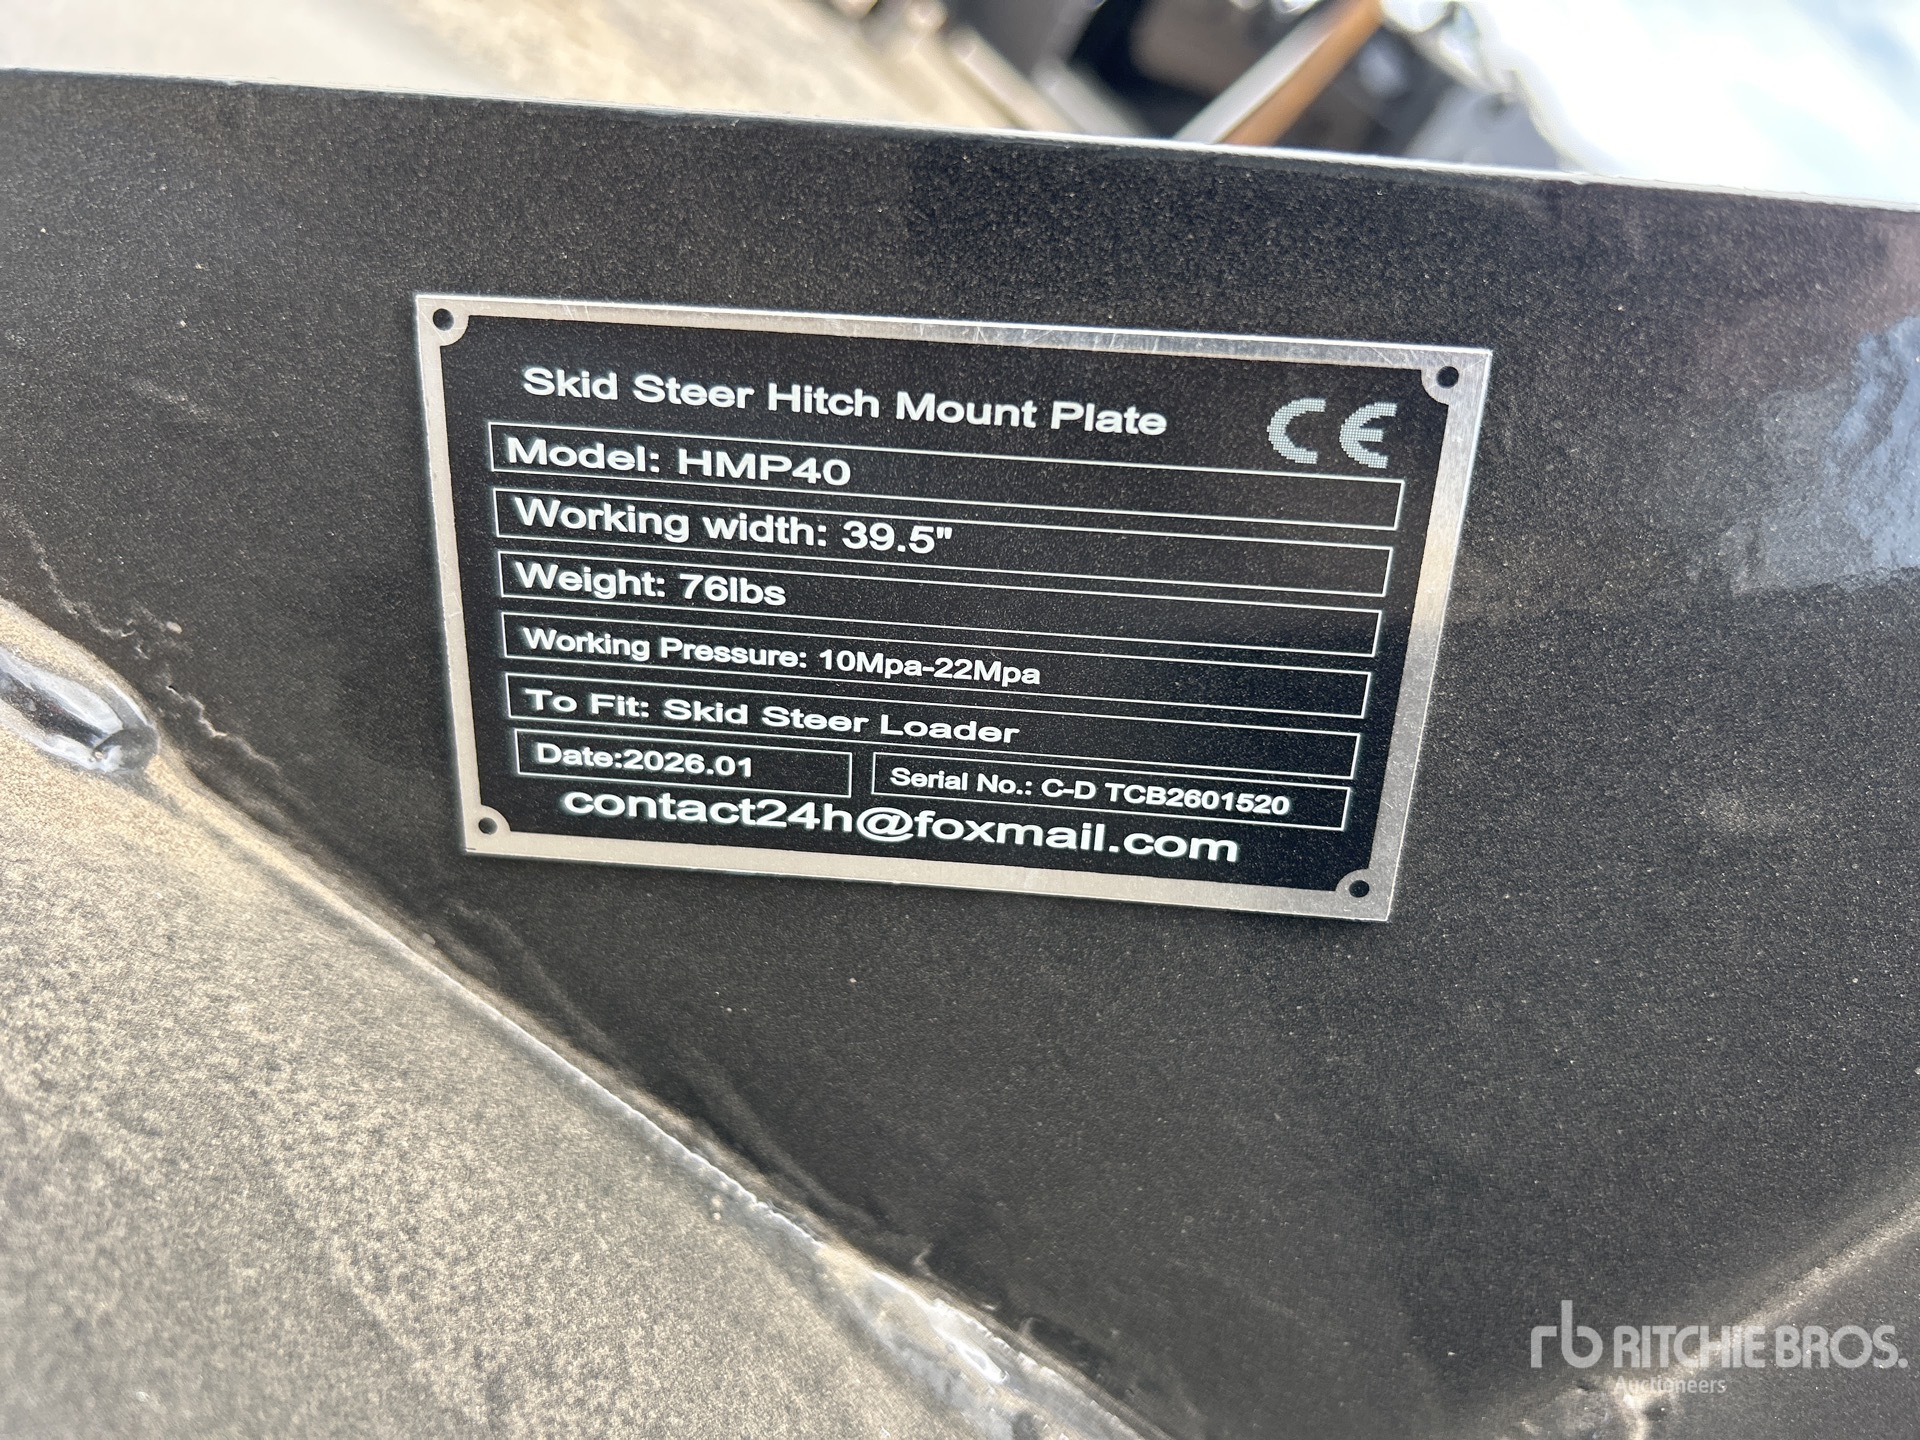 Skid Steer Hitch Mount Plate
CE
Model: HMP40
Working width: 39.5"
Weight: 76lbs
Working Pressure: 10Mpa-22Mpa
To Fit: Skid Steer Loader
Date:2026.01
Serial No.: C-D TCB2601520
contact24h@foxmail.com
rb RITCHIE BROS.
Auctioneers